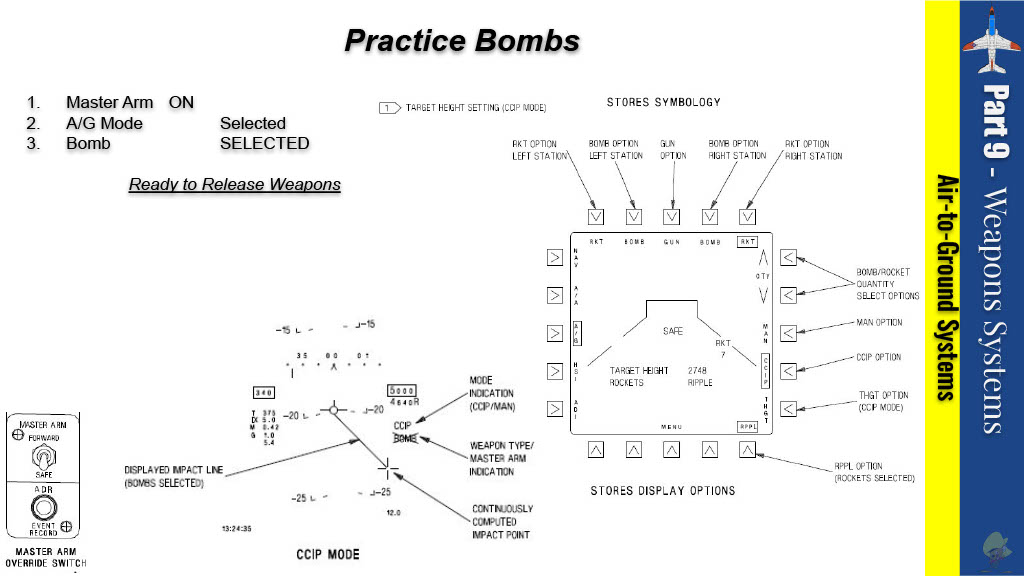 Practice Bombs
1. Master Arm ON
2. A/G Mode Selected
3. Bomb SELECTED
Ready to Release Weapons
1 TARGET HEIGHT SETTING (CCIP MODE)
STORES SYMBOLOGY
RKT OPTION
LEFT STATION
BOMB OPTION
LEFT STATION
GUN
OPTION
BOMB OPTION
RIGHT STATION
RKT OPTION
RIGHT STATION
RKT BOMB GUN BOMB RKT
NAV
A/A
A/G
HSI
ADI
QTY
MAN
CCIP
THGT
SAFE
RKT
7
TARGET HEIGHT 2748
ROCKETS RIPPLE
MENU
RPPL
BOMB/ROCKET
QUANTITY
SELECT OPTIONS
MAN OPTION
CCIP OPTION
THGT OPTION
(CCIP MODE)
RPPL OPTION
(ROCKETS SELECTED)
STORES DISPLAY OPTIONS
-15 -15
35 00 01
340
5000
4640R
T 375
M 0.42
G 1.0
5.4
-20 -20
CCIP
BOMB
-25 -25
12.0
13:24:35
MODE
INDICATION
(CCIP/MAN)
WEAPON TYPE/
MASTER ARM
INDICATION
CONTINUOUSLY
COMPUTED
IMPACT POINT
DISPLAYED IMPACT LINE
(BOMBS SELECTED)
CCIP MODE
MASTER ARM
FORWARD
SAFE
ADR
EVENT
RECORD
MASTER ARM
OVERRIDE SWITCH
Air-to-Ground Systems
Part 9 - Weapons Systems